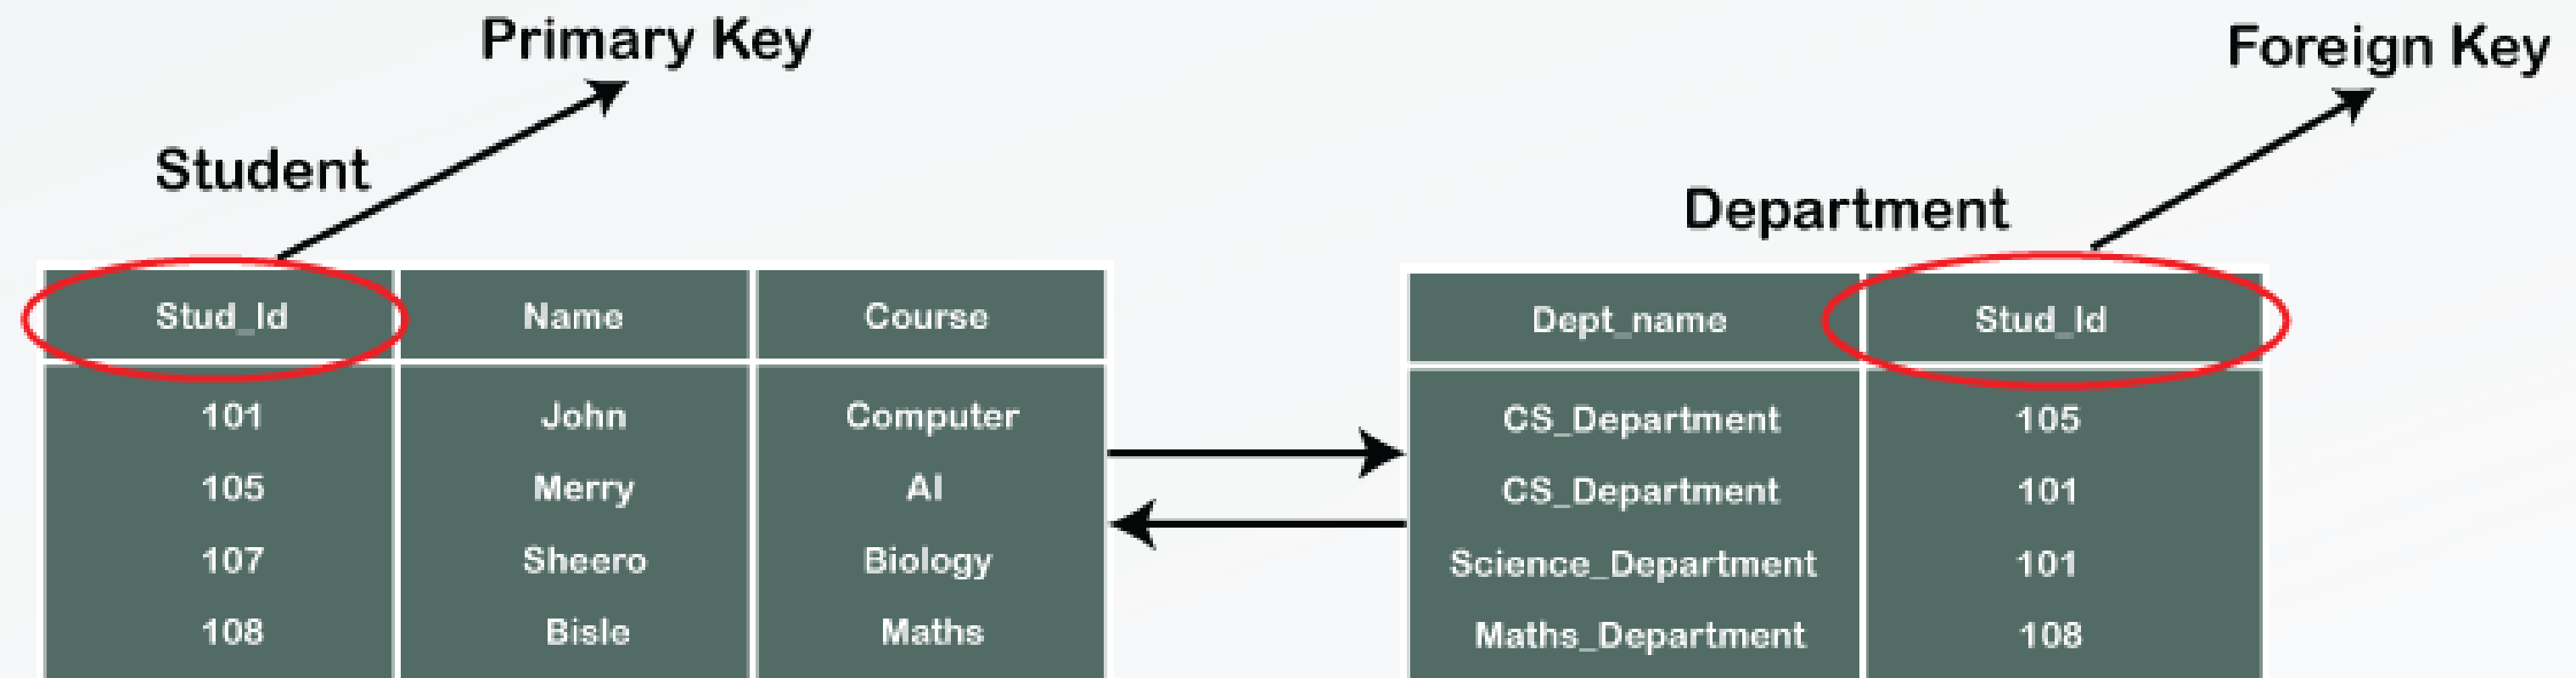 Primary Key
Foreign Key
Student
Department
Stud_Id Name Course
101 John Computer
105 Merry AI
107 Sheero Biology
108 Bisle Maths
Dept_name Stud_Id
CS_Department 105
CS_Department 101
Science_Department 101
Maths_Department 108